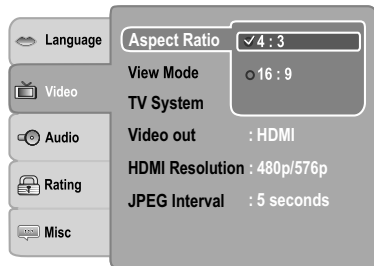 Language
Video
Audio
Rating
Misc
Aspect Ratio
4 : 3
16 : 9
View Mode
TV System
Video out : HDMI
HDMI Resolution : 480p/576p
JPEG Interval : 5 seconds